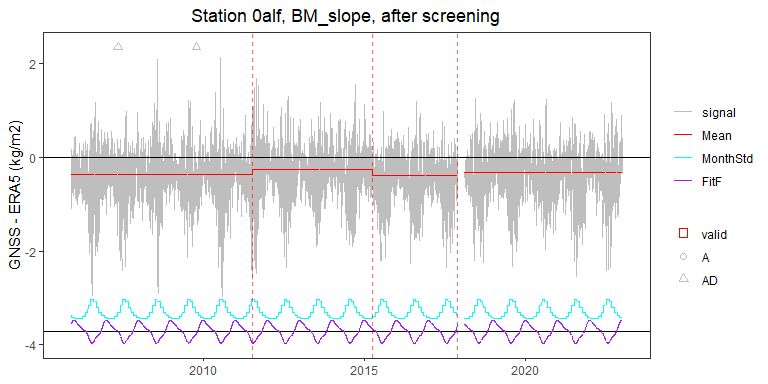 Station 0alf, BM_slope, after screening
GNSS - ERA5 (kg/m2)
2
0
-2
-4
2010
2015
2020
signal
Mean
MonthStd
FitF
valid
A
AD